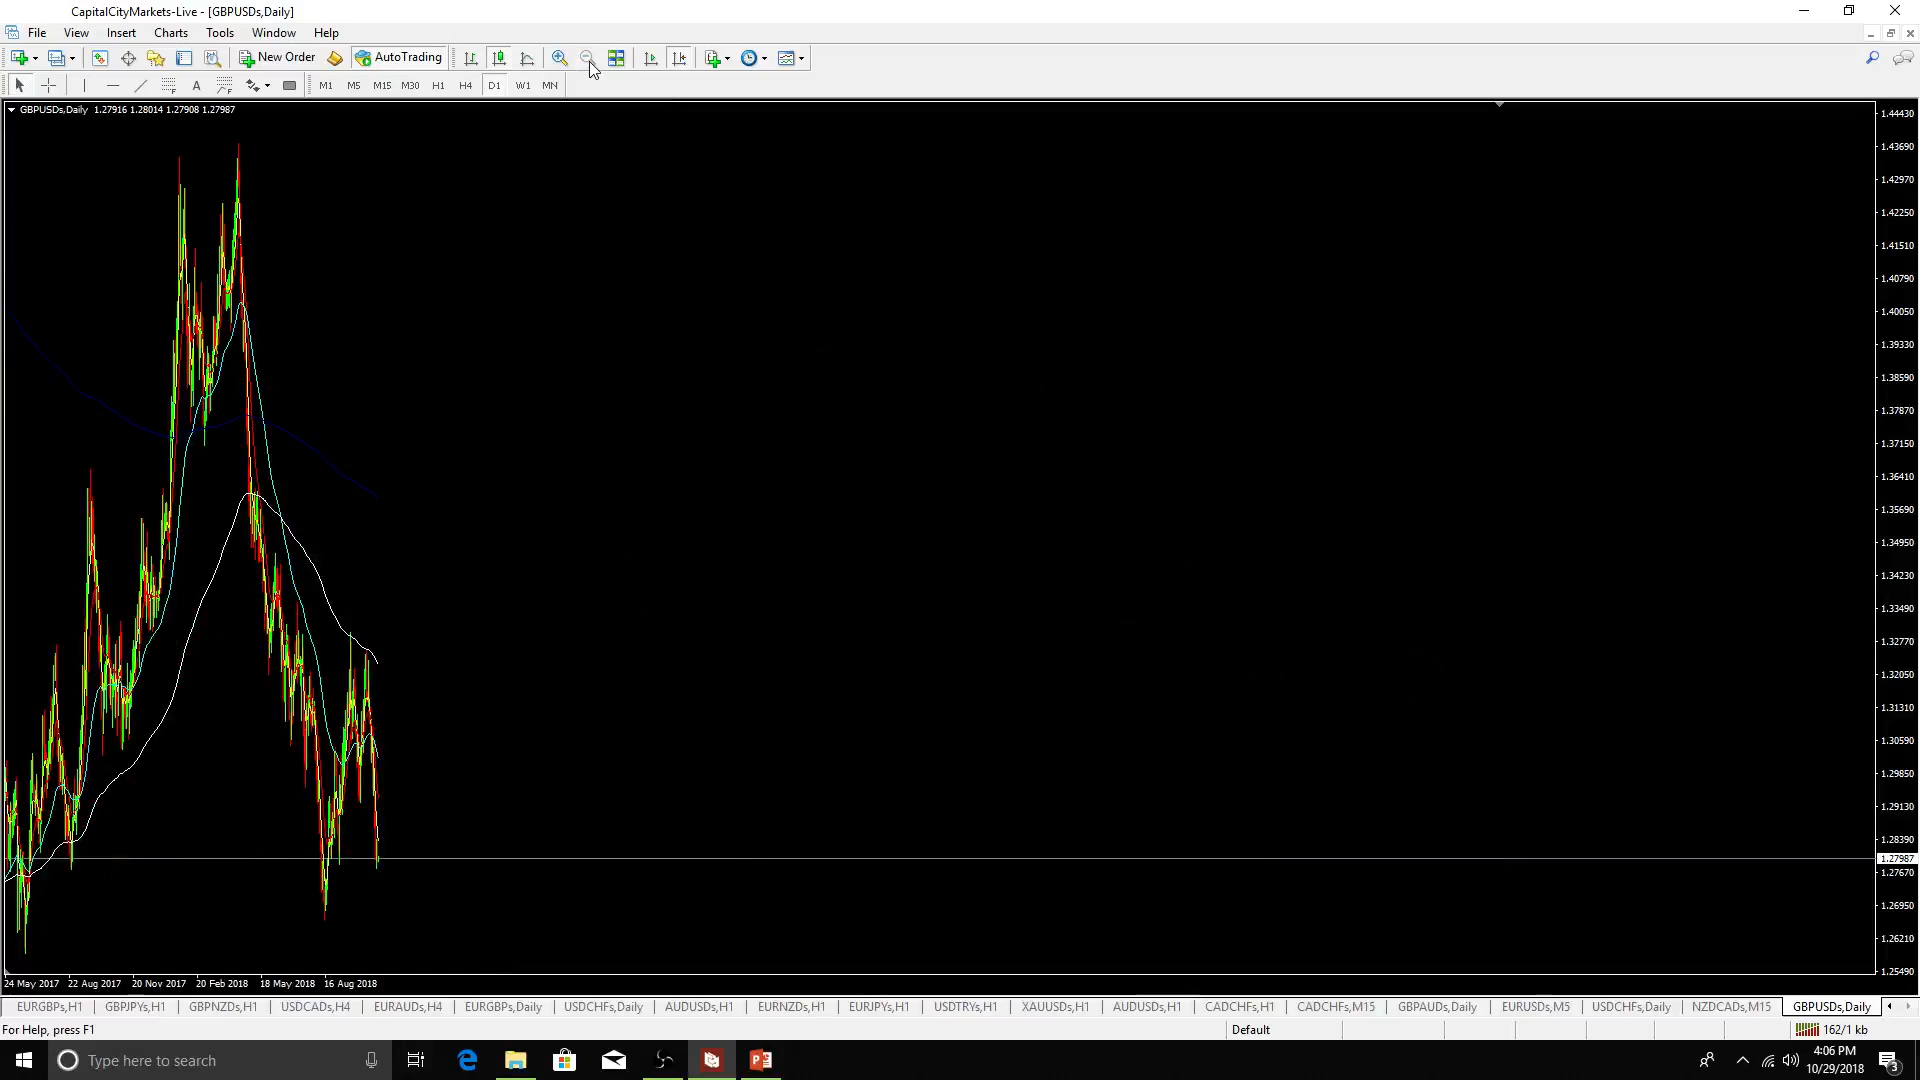 CapitalCityMarkets-Live - [GBPUSDs,Daily]
File View Insert Charts Tools Window Help
New Order AutoTrading
A
M1 M5 M15 M30 H1 H4 D1 W1 MN
GBPUSDs,Daily 1.27916 1.28014 1.27908 1.27987
1.44430
1.43690
1.42970
1.42250
1.41510
1.40790
1.40050
1.39330
1.38590
1.37870
1.37150
1.36410
1.35690
1.34950
1.34230
1.33490
1.32770
1.32050
1.31310
1.30590
1.29850
1.29130
1.28390
1.27987
1.27670
1.26950
1.26210
1.25490
24 May 2017 22 Aug 2017 20 Nov 2017 20 Feb 2018 18 May 2018 16 Aug 2018
EURGBPs,H1 GBPJPYs,H1 GBPNZDs,H1 USDCADs,H4 EURAUDs,H4 EURGBPs,Daily USDCHFs,Daily AUDUSDs,H1 EURNZDs,H1 EURJPYs,H1 USDTRYs,H1 XAUUSDs,H1 AUDUSDs,H1 CADCHFs,H1 CADCHFs,M15 GBPAUDs,Daily EURUSDs,M5 USDCHFs,Daily NZDCADs,M15 GBPUSDs,Daily
For Help, press F1 Default 162/1 kb
Type here to search
4:06 PM
10/29/2018
3